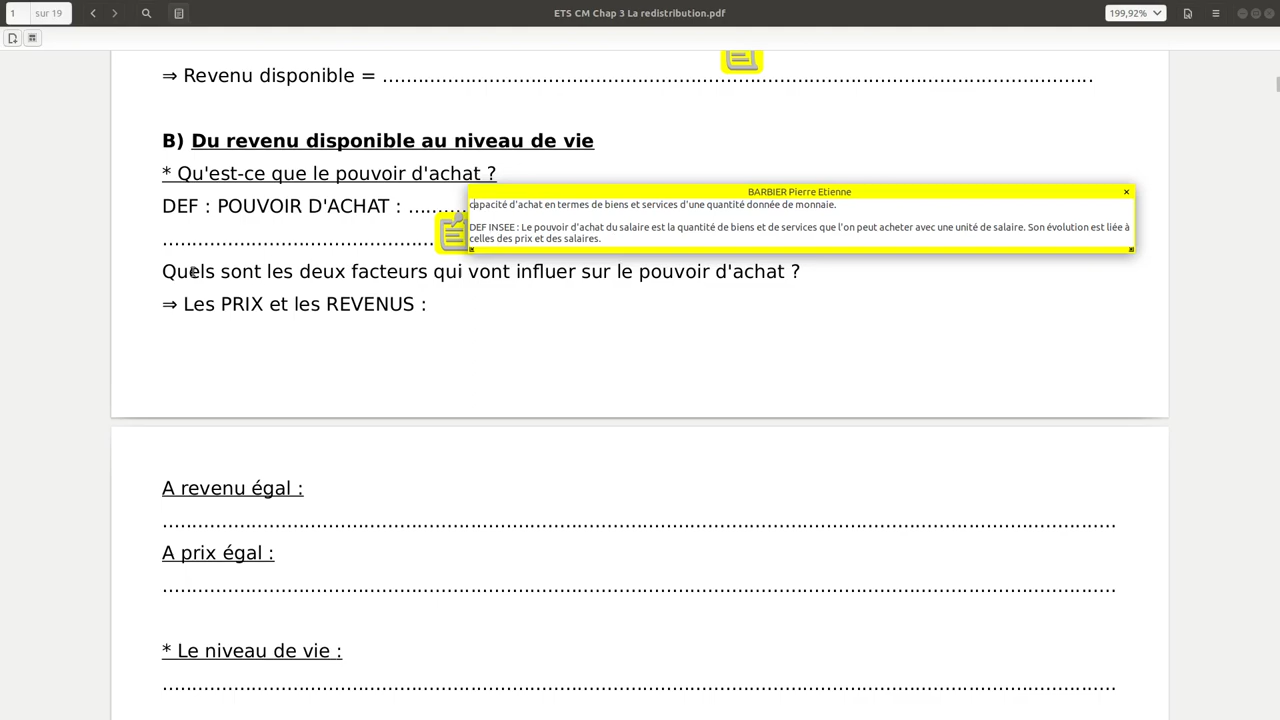 1 sur 19 ETS CM Chap 3 La redistribution.pdf 199,92%
⇒ Revenu disponible = ........................................................................................................................
B) Du revenu disponible au niveau de vie
* Qu'est-ce que le pouvoir d'achat ?
DEF : POUVOIR D'ACHAT : ..........
BARBIER Pierre Etienne
capacité d'achat en termes de biens et services d'une quantité donnée de monnaie.
DEF INSEE : Le pouvoir d'achat du salaire est la quantité de biens et de services que l'on peut acheter avec une unité de salaire. Son évolution est liée à
celles des prix et des salaires.
..............................................
Quels sont les deux facteurs qui vont influer sur le pouvoir d'achat ?
⇒ Les PRIX et les REVENUS :
A revenu égal :
................................................................................................................................................................
A prix égal :
................................................................................................................................................................
* Le niveau de vie :
................................................................................................................................................................